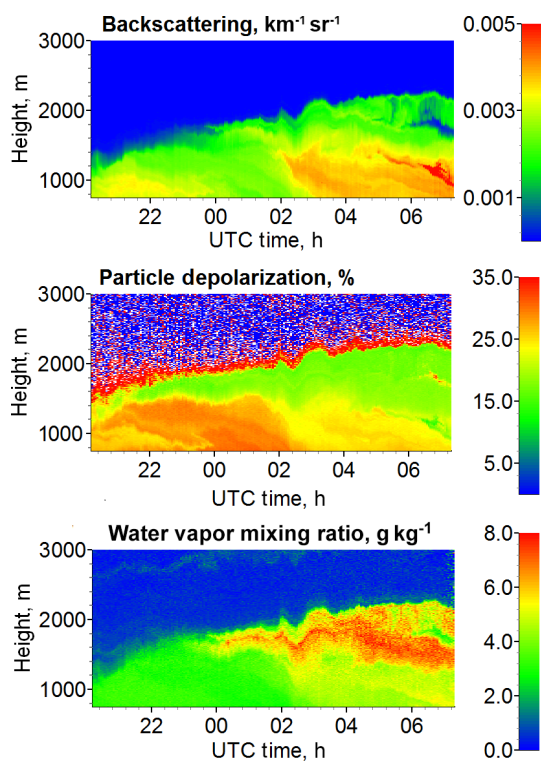 Backscattering, km⁻¹ sr⁻¹
3000
2000
1000
Height, m
22 00 02 04 06
UTC time, h
0.005
0.003
0.001
Particle depolarization, %
3000
2000
1000
Height, m
22 00 02 04 06
UTC time, h
35.0
25.0
15.0
5.0
Water vapor mixing ratio, g kg⁻¹
3000
2000
1000
Height, m
22 00 02 04 06
UTC time, h
8.0
6.0
4.0
2.0
0.0